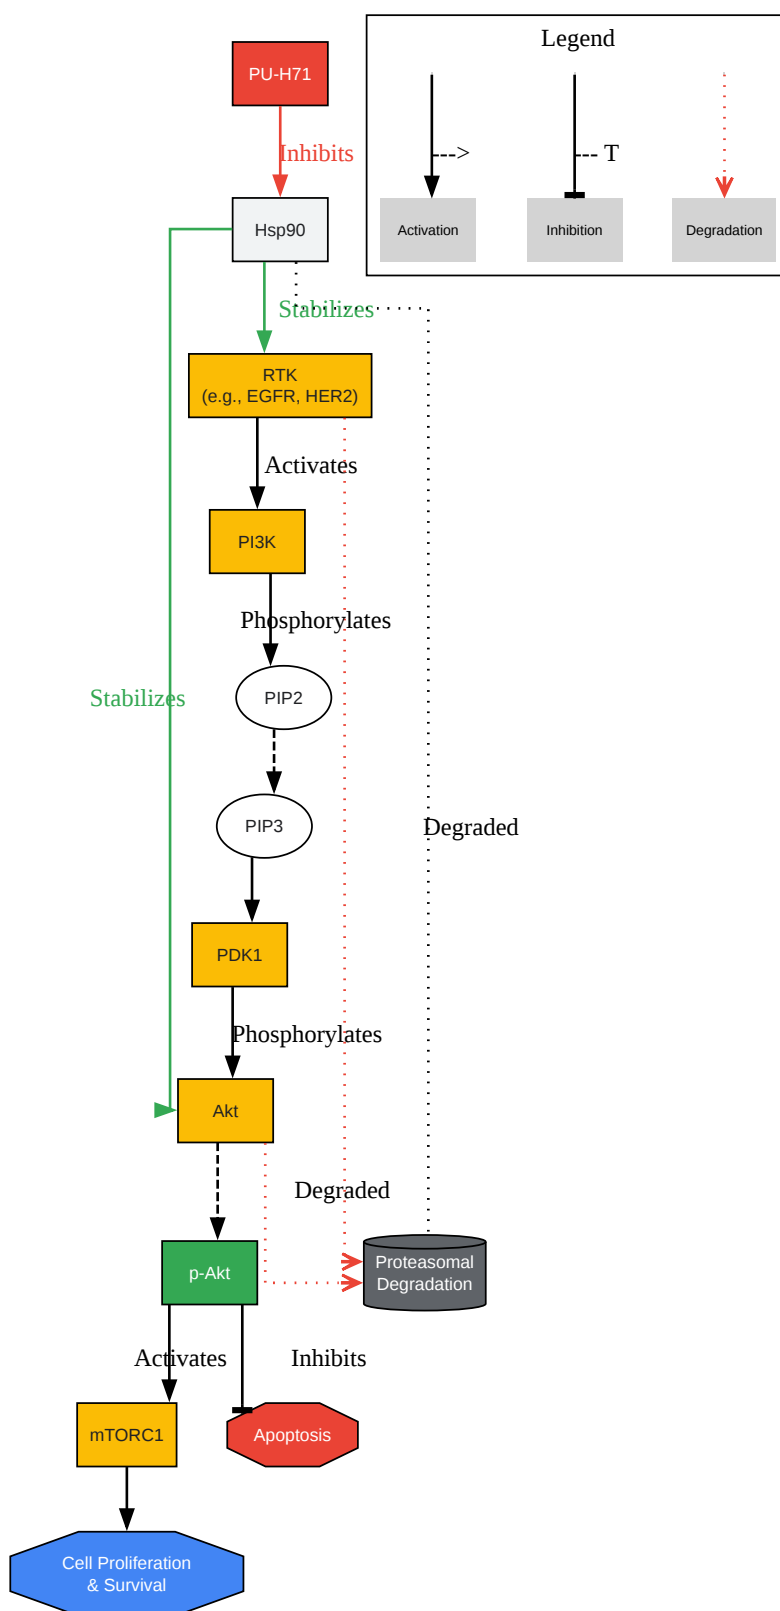 Legend
PU-H71
Inhibits
> 
T
Activation
Inhibition
Degradation
Hsp90
Stabilizes
RTK
(e.g., EGFR, HER2)
Activates
PI3K
Phosphorylates
PIP2
Stabilizes
PIP3
Degraded
PDK1
Phosphorylates
Akt
Degraded
p-Akt
Proteasomal
Degradation
Activates
Inhibits
mTORC1
Apoptosis
Cell Proliferation
& Survival